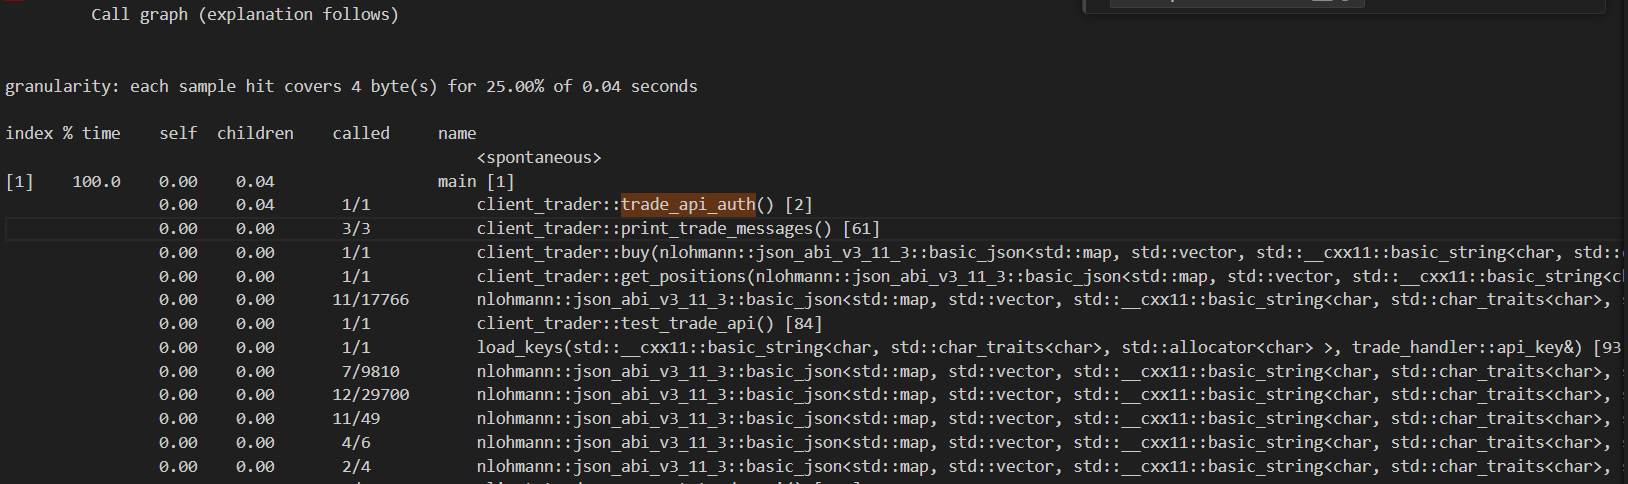 Call graph (explanation follows)
granularity: each sample hit covers 4 byte(s) for 25.00% of 0.04 seconds
index % time    self  children    called     name
<spontaneous>
[1]    100.0    0.00    0.04                 main [1]
0.00    0.04       1/1           client_trader::trade_api_auth() [2]
0.00    0.00       3/3           client_trader::print_trade_messages() [61]
0.00    0.00       1/1           client_trader::buy(nlohmann::json_abi_v3_11_3::basic_json<std::map, std::vector, std::__cxx11::basic_string<char, std::
0.00    0.00       1/1           client_trader::get_positions(nlohmann::json_abi_v3_11_3::basic_json<std::map, std::vector, std::__cxx11::basic_string<
0.00    0.00      11/17766       nlohmann::json_abi_v3_11_3::basic_json<std::map, std::vector, std::__cxx11::basic_string<char, std::char_traits<char>,
0.00    0.00       1/1           client_trader::test_trade_api() [84]
0.00    0.00       1/1           load_keys(std::__cxx11::basic_string<char, std::char_traits<char>, std::allocator<char> >, trade_handler::api_key&) [93
0.00    0.00       7/9810        nlohmann::json_abi_v3_11_3::basic_json<std::map, std::vector, std::__cxx11::basic_string<char, std::char_traits<char>,
0.00    0.00      12/29700       nlohmann::json_abi_v3_11_3::basic_json<std::map, std::vector, std::__cxx11::basic_string<char, std::char_traits<char>,
0.00    0.00      11/49          nlohmann::json_abi_v3_11_3::basic_json<std::map, std::vector, std::__cxx11::basic_string<char, std::char_traits<char>,
0.00    0.00       4/6           nlohmann::json_abi_v3_11_3::basic_json<std::map, std::vector, std::__cxx11::basic_string<char, std::char_traits<char>,
0.00    0.00       2/4           nlohmann::json_abi_v3_11_3::basic_json<std::map, std::vector, std::__cxx11::basic_string<char, std::char_traits<char>,